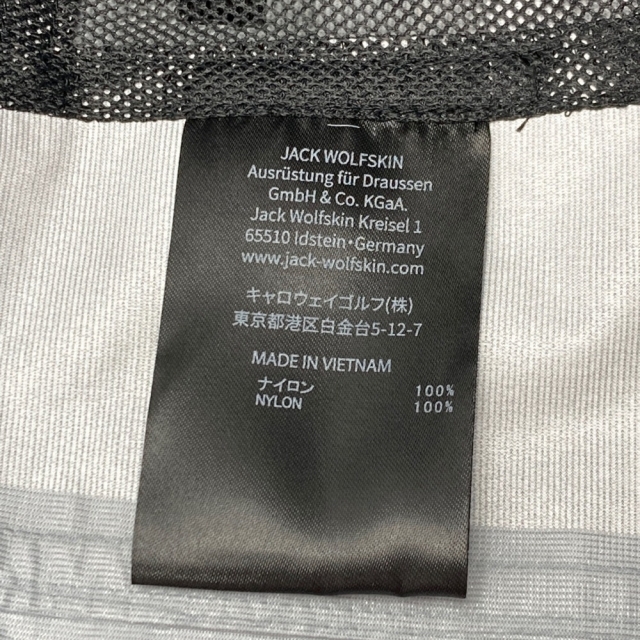 JACK WOLFSKIN
Ausrüstung für Draussen
GmbH & Co. KGaA.
Jack Wolfskin Kreisel 1
65510 Idstein・Germany
www.jack-wolfskin.com
キャロウェイゴルフ(株)
東京都港区白金台5-12-7
MADE IN VIETNAM
ナイロン 100%
NYLON 100%